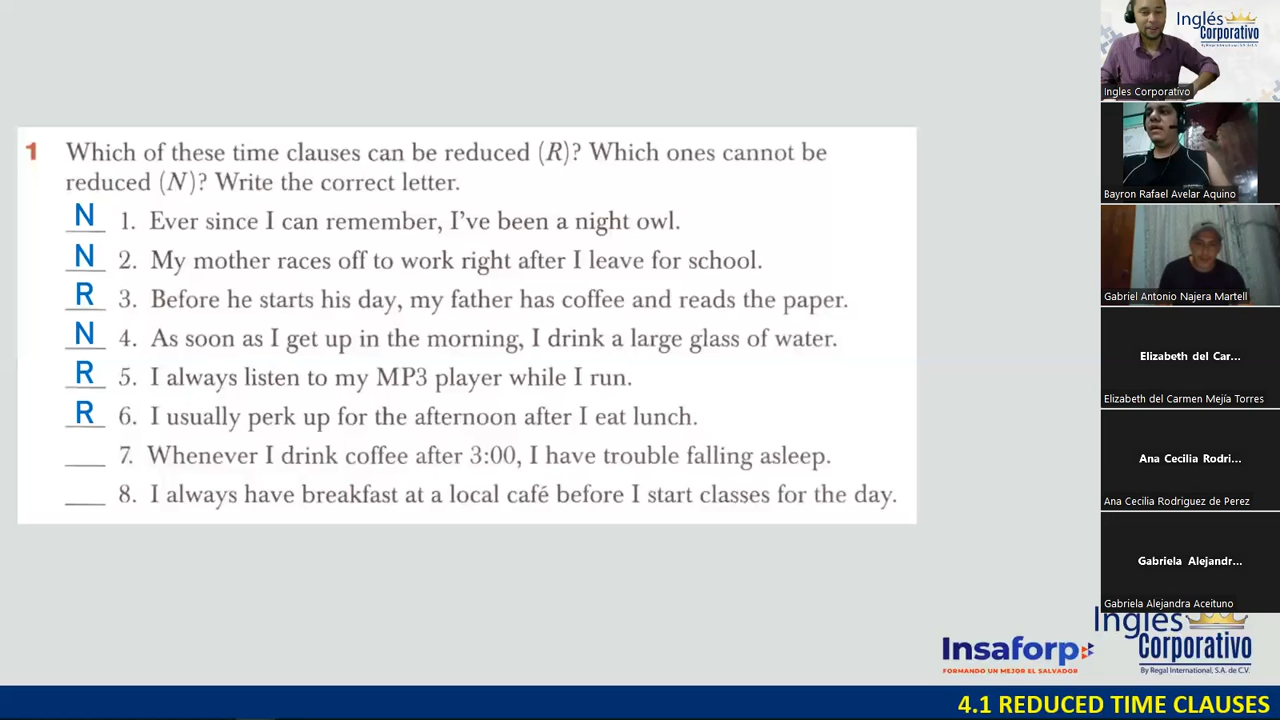 1 Which of these time clauses can be reduced (R)? Which ones cannot be
reduced (N)? Write the correct letter.
N 1. Ever since I can remember, I've been a night owl.
N 2. My mother races off to work right after I leave for school.
R 3. Before he starts his day, my father has coffee and reads the paper.
N 4. As soon as I get up in the morning, I drink a large glass of water.
R 5. I always listen to my MP3 player while I run.
R 6. I usually perk up for the afternoon after I eat lunch.
___ 7. Whenever I drink coffee after 3:00, I have trouble falling asleep.
___ 8. I always have breakfast at a local café before I start classes for the day.
Inglés
Corporativo
By Regal International, S.A. de C.V.
Ingles Corporativo
Bayron Rafael Avelar Aquino
Gabriel Antonio Najera Martell
Elizabeth del Car...
Elizabeth del Carmen Mejía Torres
Ana Cecilia Rodri...
Ana Cecilia Rodriguez de Perez
Gabriela Alejandr...
Gabriela Alejandra Aceituno
Insaforp
FORMANDO UN MEJOR EL SALVADOR
Inglés
Corporativo
By Regal International, S.A. de C.V.
4.1 REDUCED TIME CLAUSES